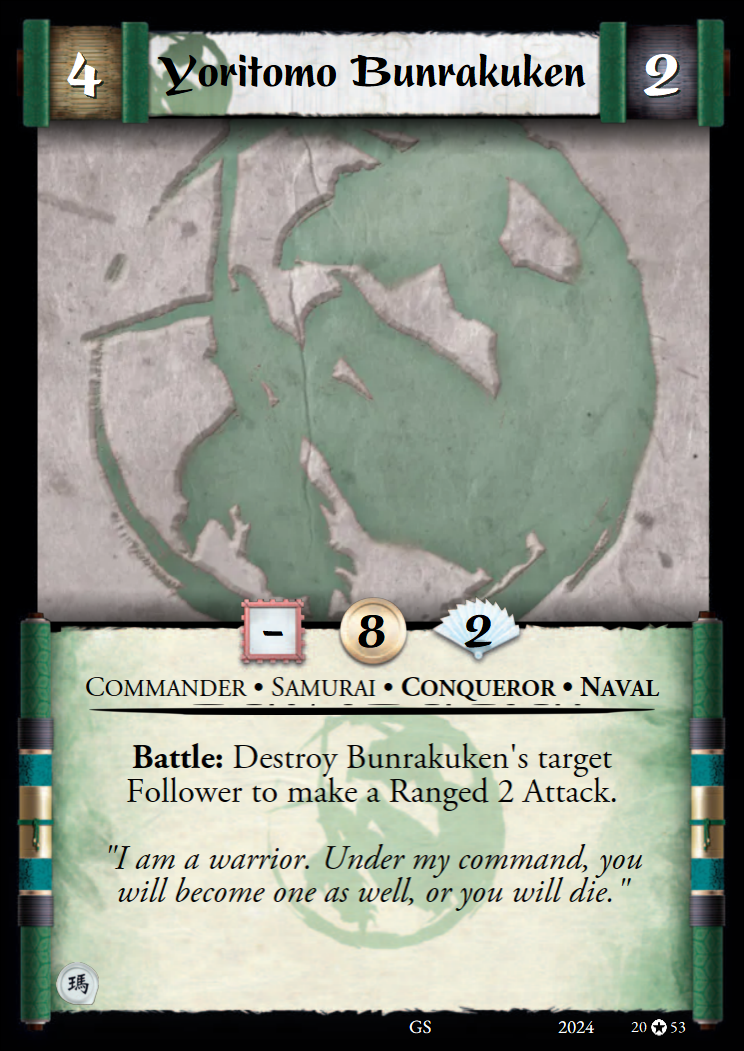 4 Yoritomo Bunrakuken 2
- 8 2
COMMANDER • SAMURAI • CONQUEROR • NAVAL
Battle: Destroy Bunrakuken's target
Follower to make a Ranged 2 Attack.
"I am a warrior. Under my command, you
will become one as well, or you will die."
瑪
GS 2024 20 ✪ 53